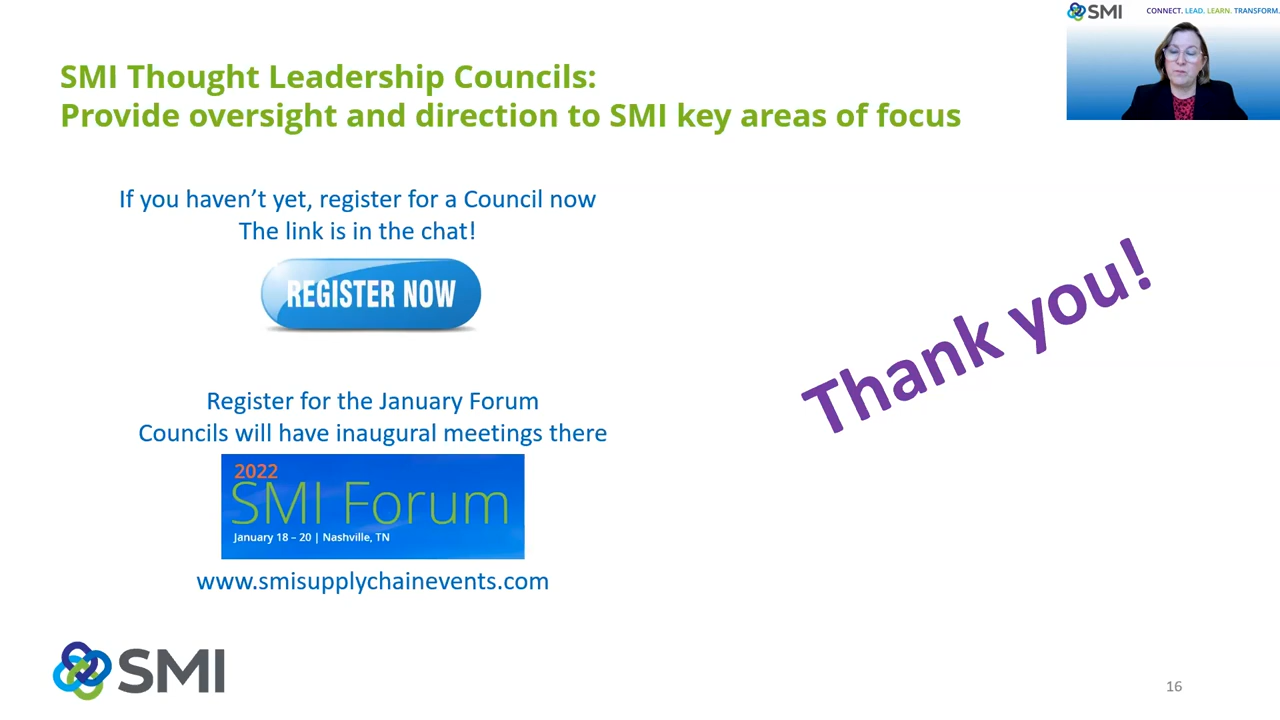 SMI CONNECT. LEAD. LEARN. TRANSFORM.
SMI Thought Leadership Councils:
Provide oversight and direction to SMI key areas of focus
If you haven’t yet, register for a Council now
The link is in the chat!
REGISTER NOW
Thank you!
Register for the January Forum
Councils will have inaugural meetings there
2022
SMI Forum
January 18 – 20 | Nashville, TN
www.smisupplychainevents.com
SMI
16